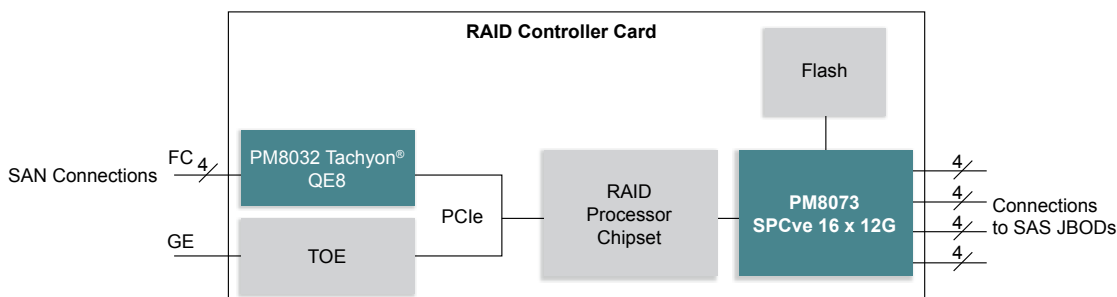 RAID Controller Card
Flash
FC
4
PM8032 Tachyon®
QE8
SAN Connections
PCIe
RAID
Processor
Chipset
PM8073
SPCve 16 x 12G
4
4
4
4
Connections
to SAS JBODs
GE
TOE